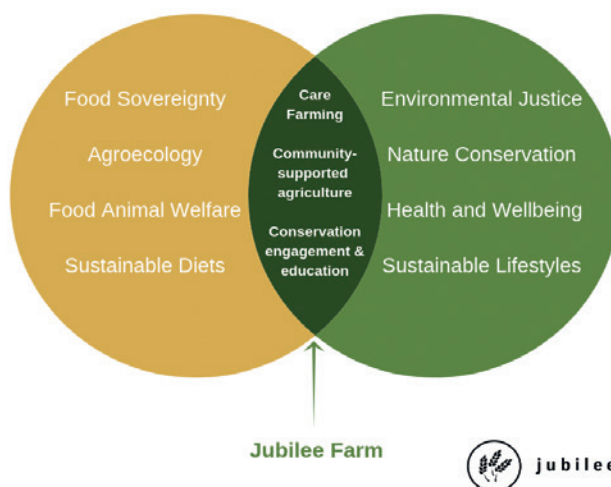 Food Sovereignty
Agroecology
Food Animal Welfare
Sustainable Diets
Care
Farming
Community-
supported
agriculture
Conservation
engagement &
education
Environmental Justice
Nature Conservation
Health and Wellbeing
Sustainable Lifestyles
Jubilee Farm
jubilee